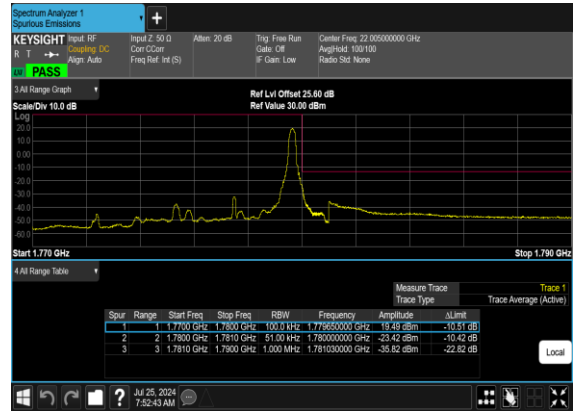 Spectrum Analyzer 1
Spurious Emissions
KEYSIGHT Input: RF Input Z: 50 Ω Atten: 20 dB Trig: Free Run Center Freq: 22.005000000 GHz
R T Coupling: DC Corr CCorr Gate: Off Avg|Hold: 100/100
Align: Auto Freq Ref: Int (S) IF Gain: Low Radio Std: None
PASS
3 All Range Graph
Ref Lvl Offset 25.60 dB
Scale/Div 10.0 dB Ref Value 30.00 dBm
Log
20.0
10.0
0.00
-10.0
-20.0
-30.0
-40.0
-50.0
-60.0
Start 1.770 GHz Stop 1.790 GHz
4 All Range Table
Measure Trace Trace 1
Trace Type Trace Average (Active)
Spur Range Start Freq Stop Freq RBW Frequency Amplitude ΔLimit
1 1 1.7700 GHz 1.7800 GHz 100.0 kHz 1.779650000 GHz 19.49 dBm -10.51 dB
2 2 1.7800 GHz 1.7810 GHz 51.00 kHz 1.780000000 GHz -23.42 dBm -10.42 dB
3 3 1.7810 GHz 1.7900 GHz 1.000 MHz 1.781030000 GHz -35.82 dBm -22.82 dB
Local
?
Jul 25, 2024
7:52:43 AM